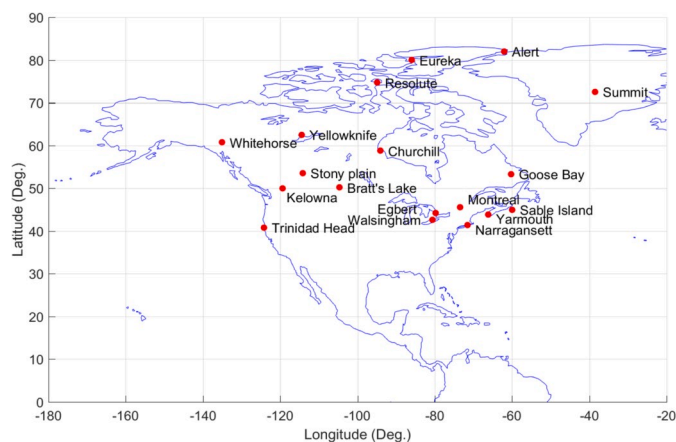 90
80
70
60
50
40
30
20
10
0
Latitude (Deg.)
Alert
Eureka
Resolute
Summit
Yellowknife
Whitehorse
Churchill
Stony plain
Goose Bay
Bratt's Lake
Kelowna
Montreal
Egbert
Sable Island
Walsingham
Yarmouth
Trinidad Head
Narragansett
-180 -160 -140 -120 -100 -80 -60 -40 -20
Longitude (Deg.)